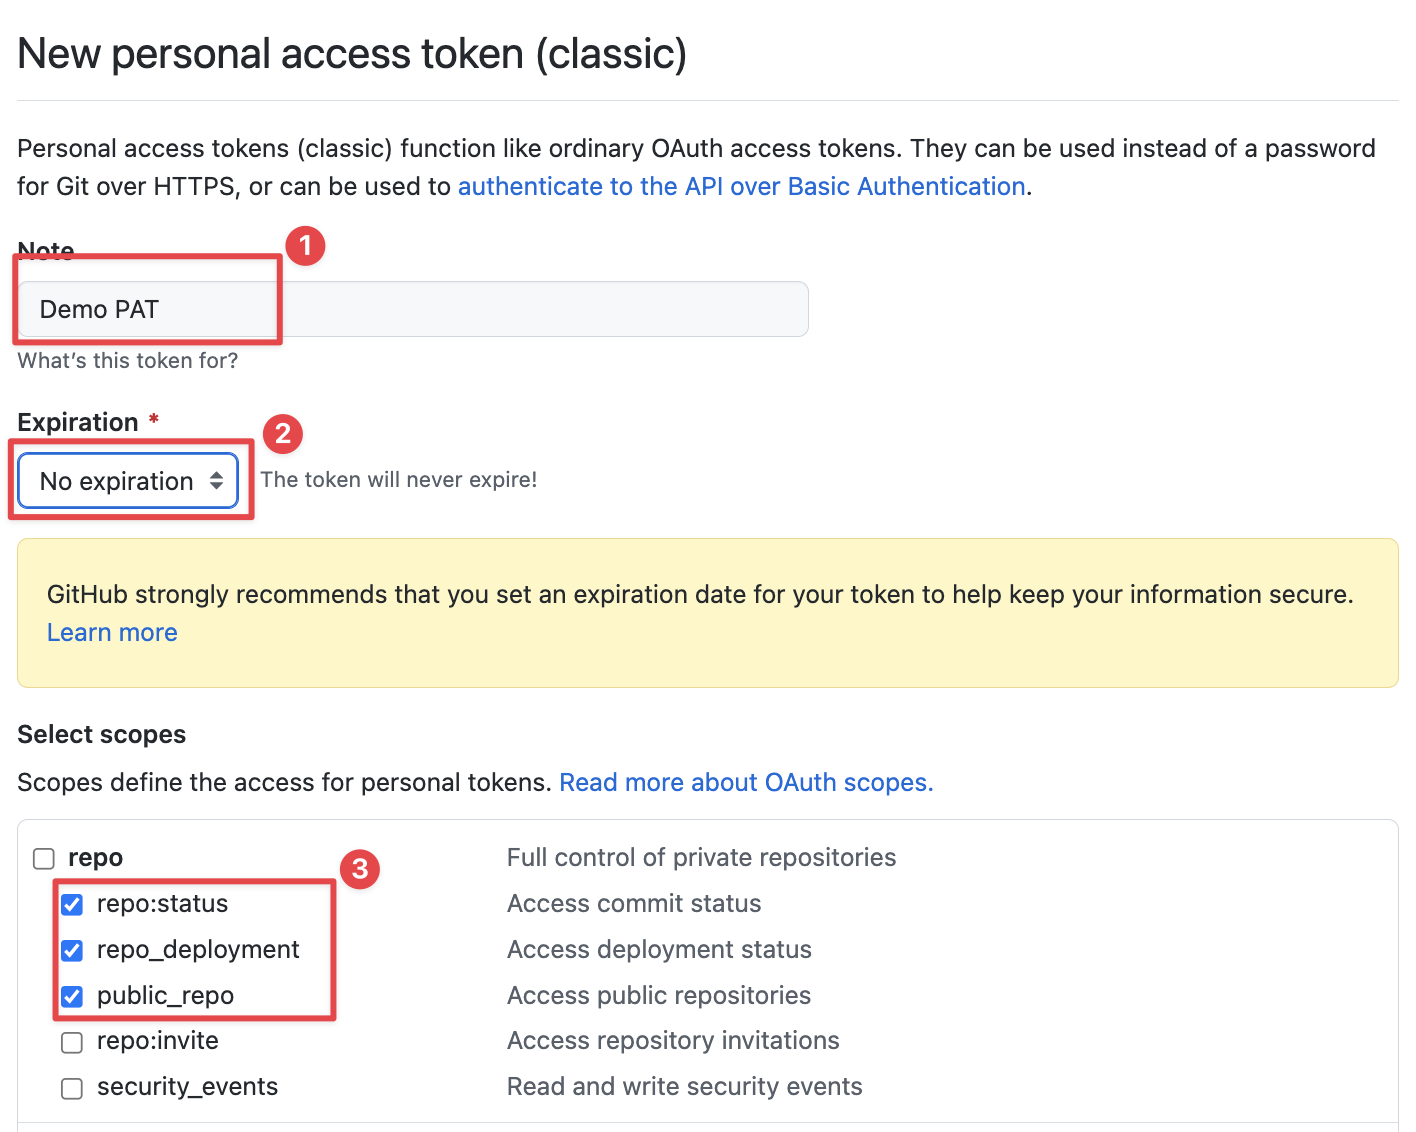 New personal access token (classic)
Personal access tokens (classic) function like ordinary OAuth access tokens. They can be used instead of a password
for Git over HTTPS, or can be used to authenticate to the API over Basic Authentication.
Note
1
Demo PAT
What's this token for?
Expiration *
2
No expiration
The token will never expire!
GitHub strongly recommends that you set an expiration date for your token to help keep your information secure.
Learn more
Select scopes
Scopes define the access for personal tokens. Read more about OAuth scopes.
repo Full control of private repositories
3
repo:status Access commit status
repo_deployment Access deployment status
public_repo Access public repositories
repo:invite Access repository invitations
security_events Read and write security events